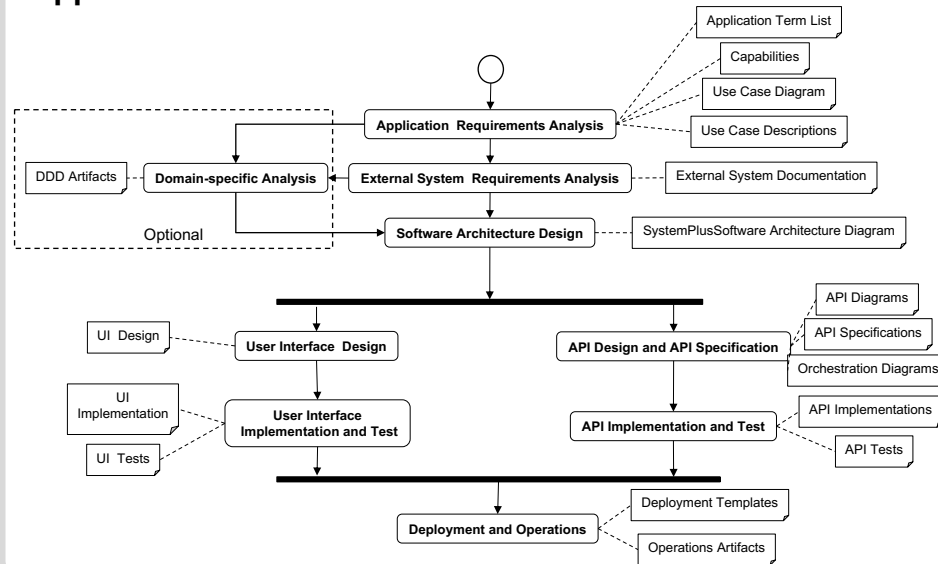 Application Term List
Capabilities
Use Case Diagram
Application Requirements Analysis
Use Case Descriptions
DDD Artifacts
Domain-specific Analysis
External System Requirements Analysis
External System Documentation
Optional
Software Architecture Design
SystemPlusSoftware Architecture Diagram
API Diagrams
UI Design
User Interface Design
API Design and API Specification
API Specifications
Orchestration Diagrams
UI
Implementation
User Interface
Implementation and Test
API Implementation and Test
API Implementations
UI Tests
API Tests
Deployment Templates
Deployment and Operations
Operations Artifacts